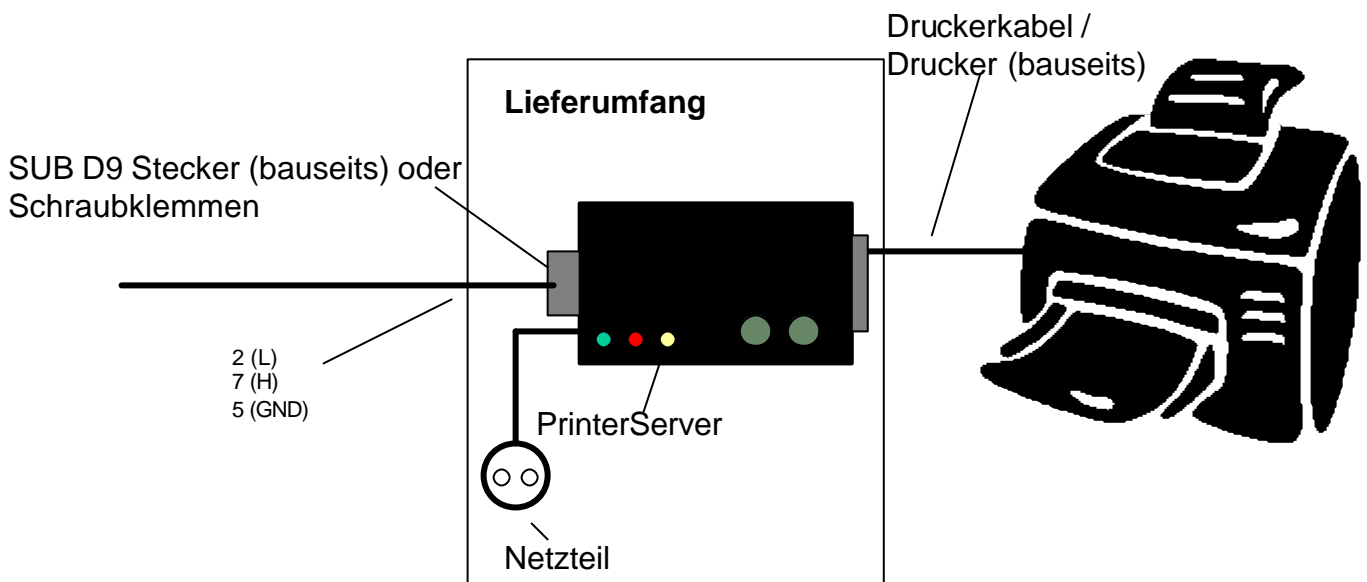 Druckerkabel /
Drucker (bauseits)
Lieferumfang
SUB D9 Stecker (bauseits) oder
Schraubklemmen
2 (L)
7 (H)
5 (GND)
PrinterServer
Netzteil